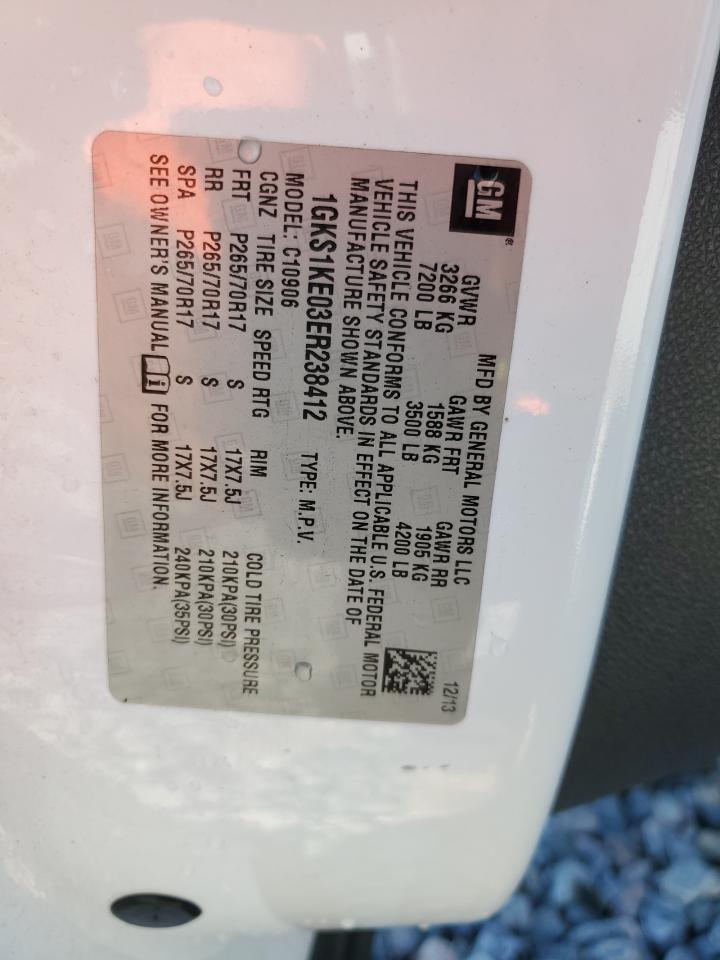 GM ®
MFD BY GENERAL MOTORS LLC 12/13
GVWR GAWR FRT GAWR RR
3266 KG 1588 KG 1905 KG
7200 LB 3500 LB 4200 LB
THIS VEHICLE CONFORMS TO ALL APPLICABLE U.S. FEDERAL MOTOR
VEHICLE SAFETY STANDARDS IN EFFECT ON THE DATE OF
MANUFACTURE SHOWN ABOVE.
1GKS1KE03ER238412 TYPE: M.P.V.
MODEL: C10906
CGNZ TIRE SIZE SPEED RTG RIM COLD TIRE PRESSURE
FRT P265/70R17 S 17X7.5J 210KPA(30PSI)
RR P265/70R17 S 17X7.5J 210KPA(30PSI)
SPA P265/70R17 S 17X7.5J 240KPA(35PSI)
SEE OWNER'S MANUAL FOR MORE INFORMATION.